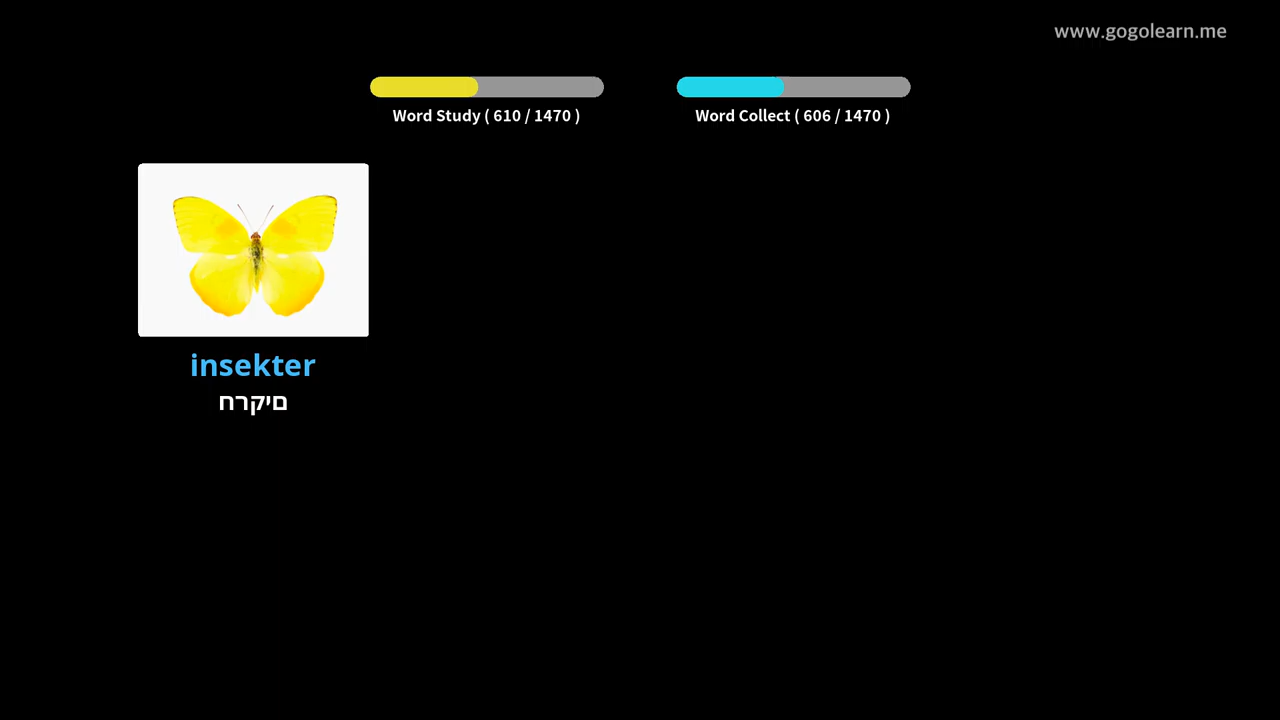 www.gogolearn.me
Word Study ( 610 / 1470 )
Word Collect ( 606 / 1470 )
insekter
םיקרח